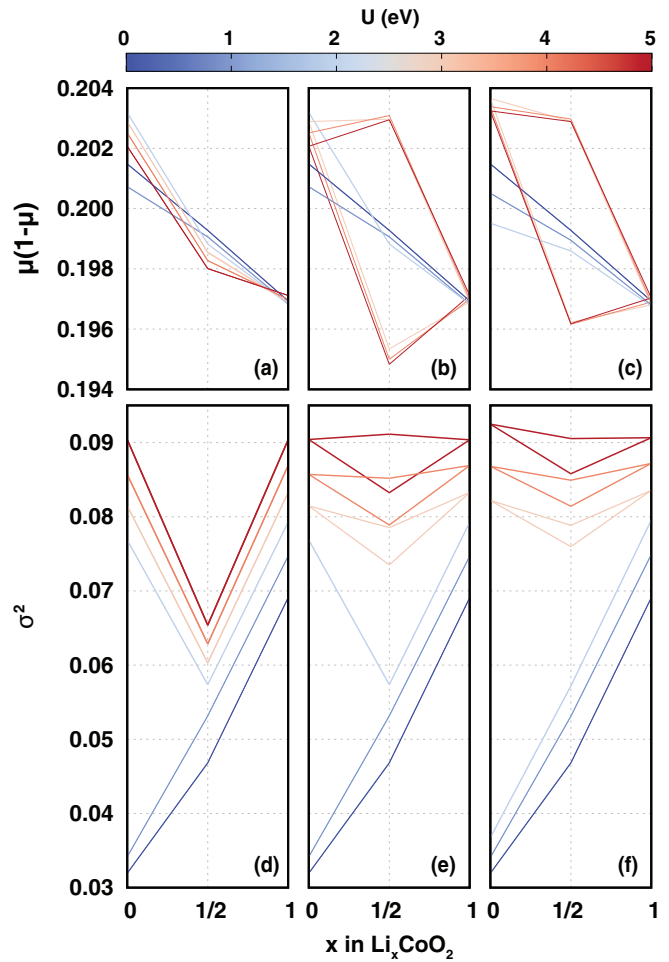 U (eV)
0 1 2 3 4 5
0.204
0.202
0.200
0.198
0.196
0.194
μ(1-μ)
(a) (b) (c)
0.09
0.08
0.07
0.06
0.05
0.04
0.03
σ²
(d) (e) (f)
0 1/2 1 0 1/2 1 0 1/2 1
x in LiₓCoO₂